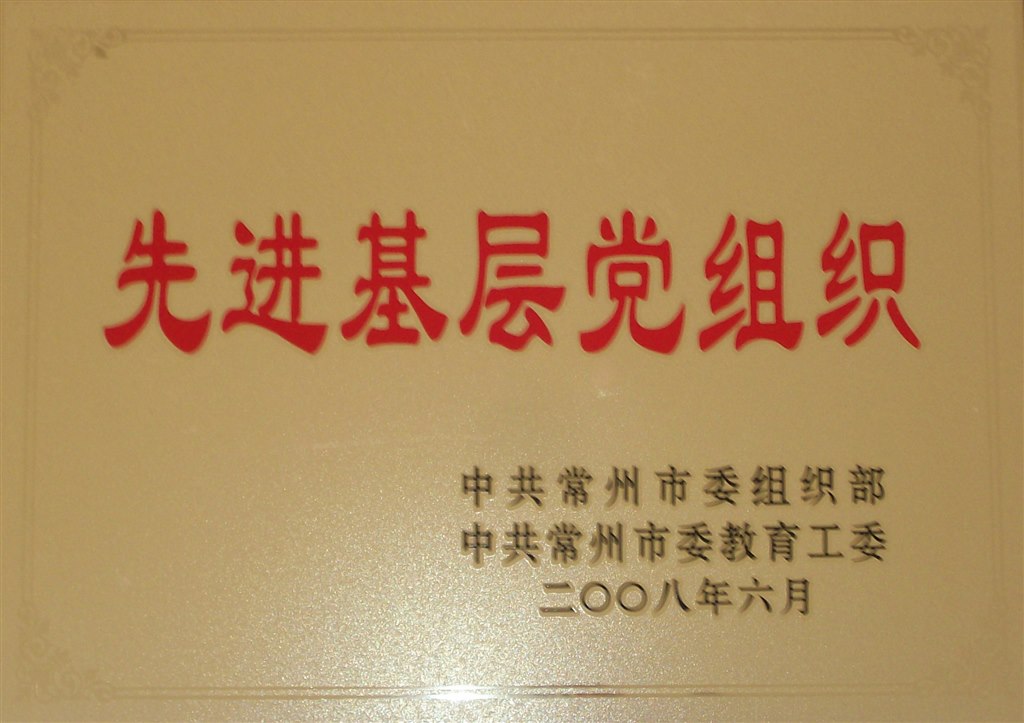 先进基层党组织
中共常州市委组织部
中共常州市委教育工委
二〇〇八年六月